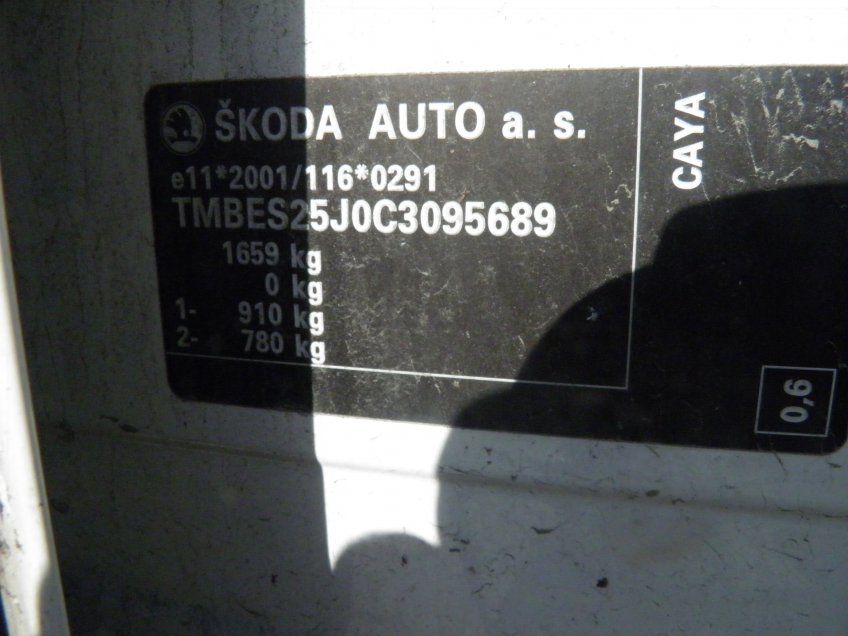 ŠKODA AUTO a. s.
e11*2001/116*0291
TMBES25J0C3095689
1659 kg
0 kg
1- 910 kg
2- 780 kg
CAYA
0,6